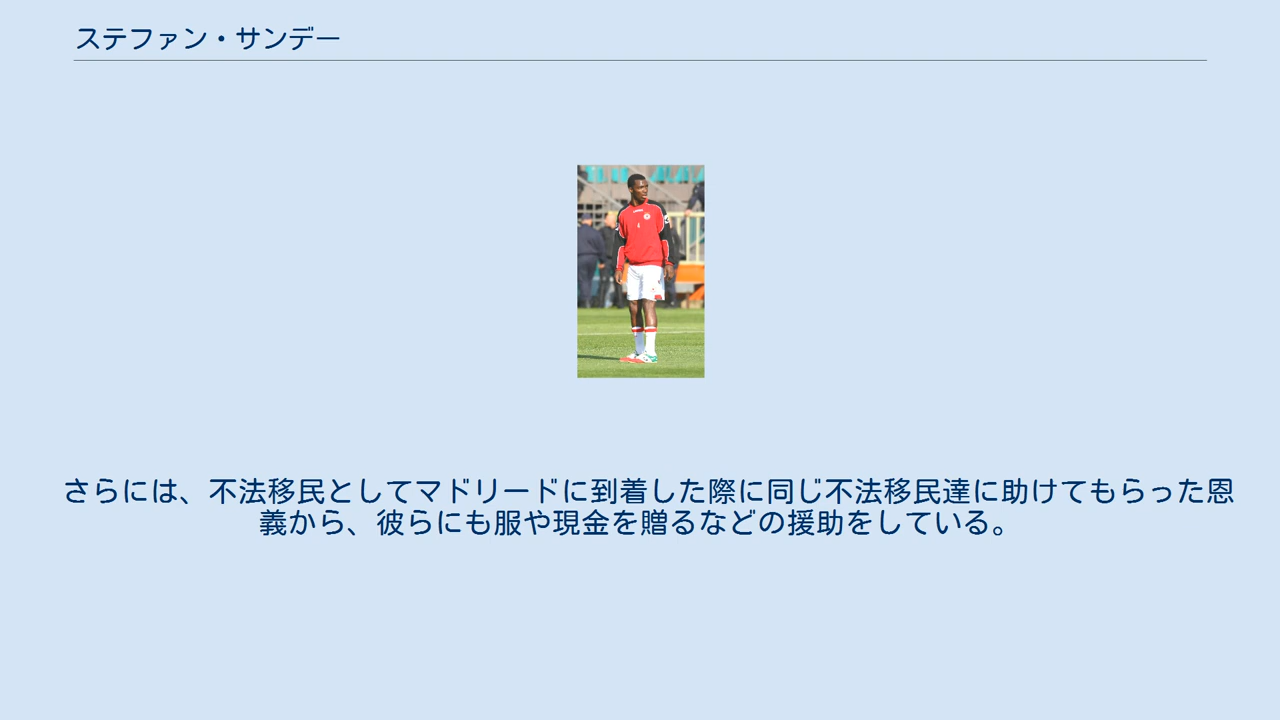 ステファン・サンデー
さらには、不法移民としてマドリードに到着した際に同じ不法移民達に助けてもらった恩
義から、彼らにも服や現金を贈るなどの援助をしている。